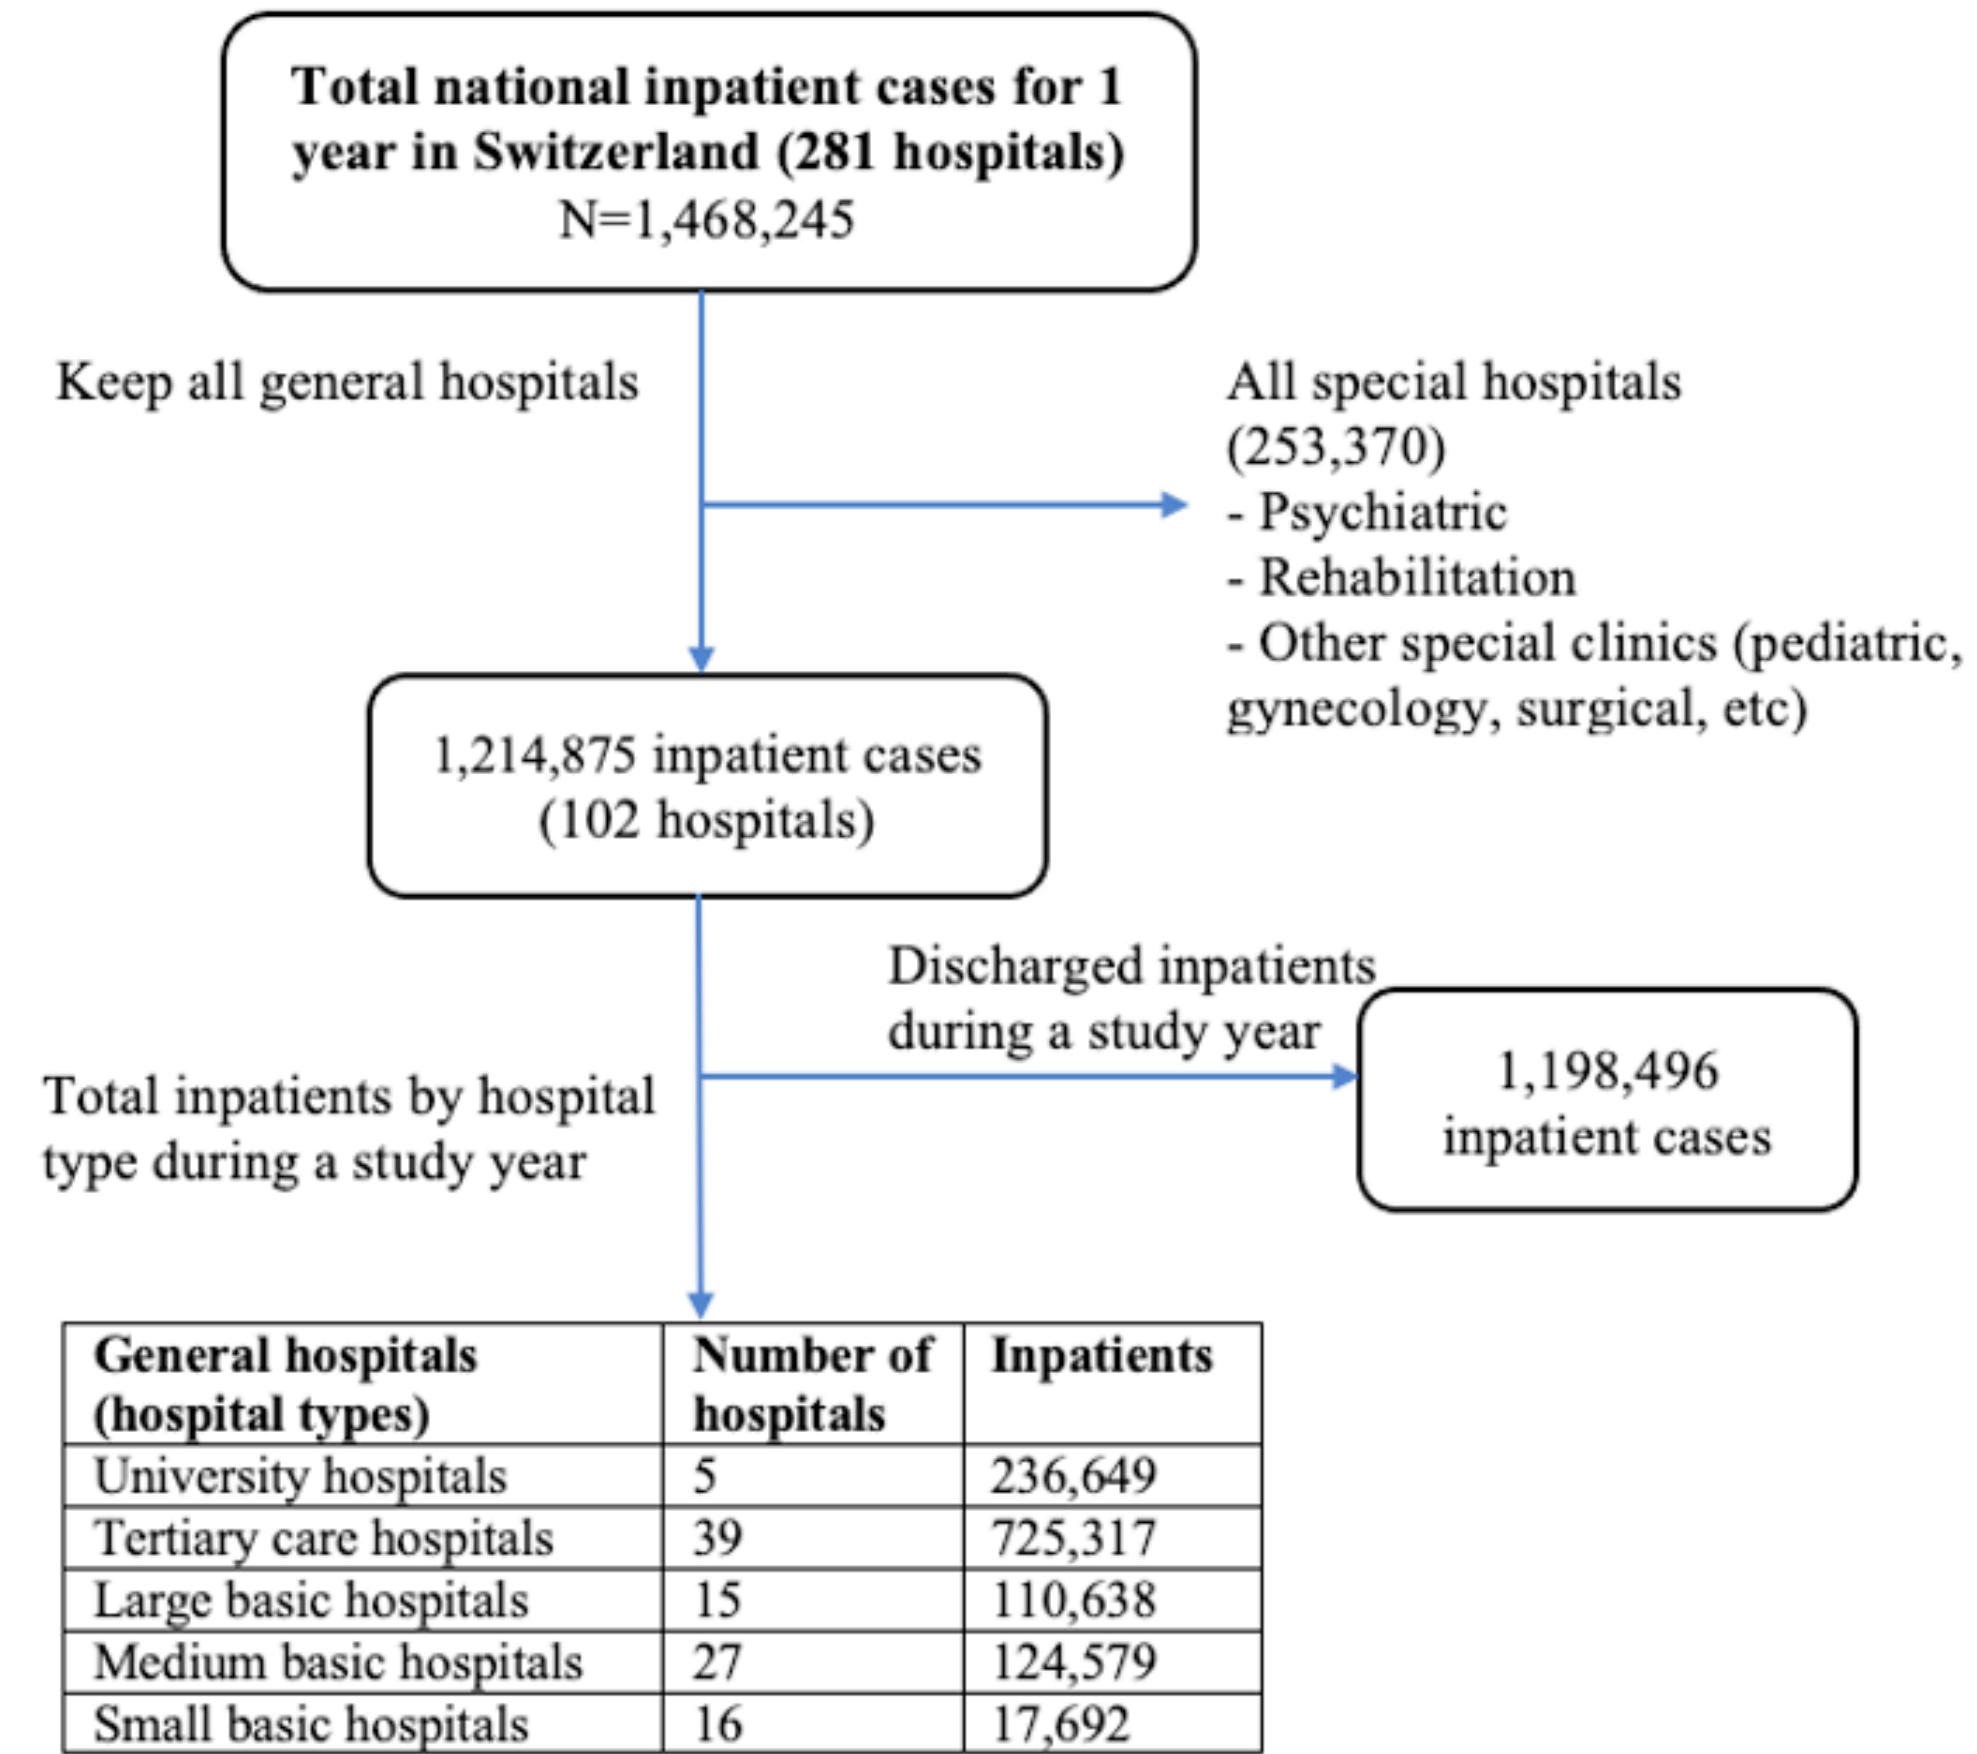 Total national inpatient cases for 1
year in Switzerland (281 hospitals)
N=1,468,245
Keep all general hospitals
All special hospitals
(253,370)
- Psychiatric
- Rehabilitation
- Other special clinics (pediatric,
gynecology, surgical, etc)
1,214,875 inpatient cases
(102 hospitals)
Discharged inpatients
during a study year
1,198,496
inpatient cases
Total inpatients by hospital
type during a study year
General hospitals
(hospital types)
Number of
hospitals
Inpatients
University hospitals 5 236,649
Tertiary care hospitals 39 725,317
Large basic hospitals 15 110,638
Medium basic hospitals 27 124,579
Small basic hospitals 16 17,692